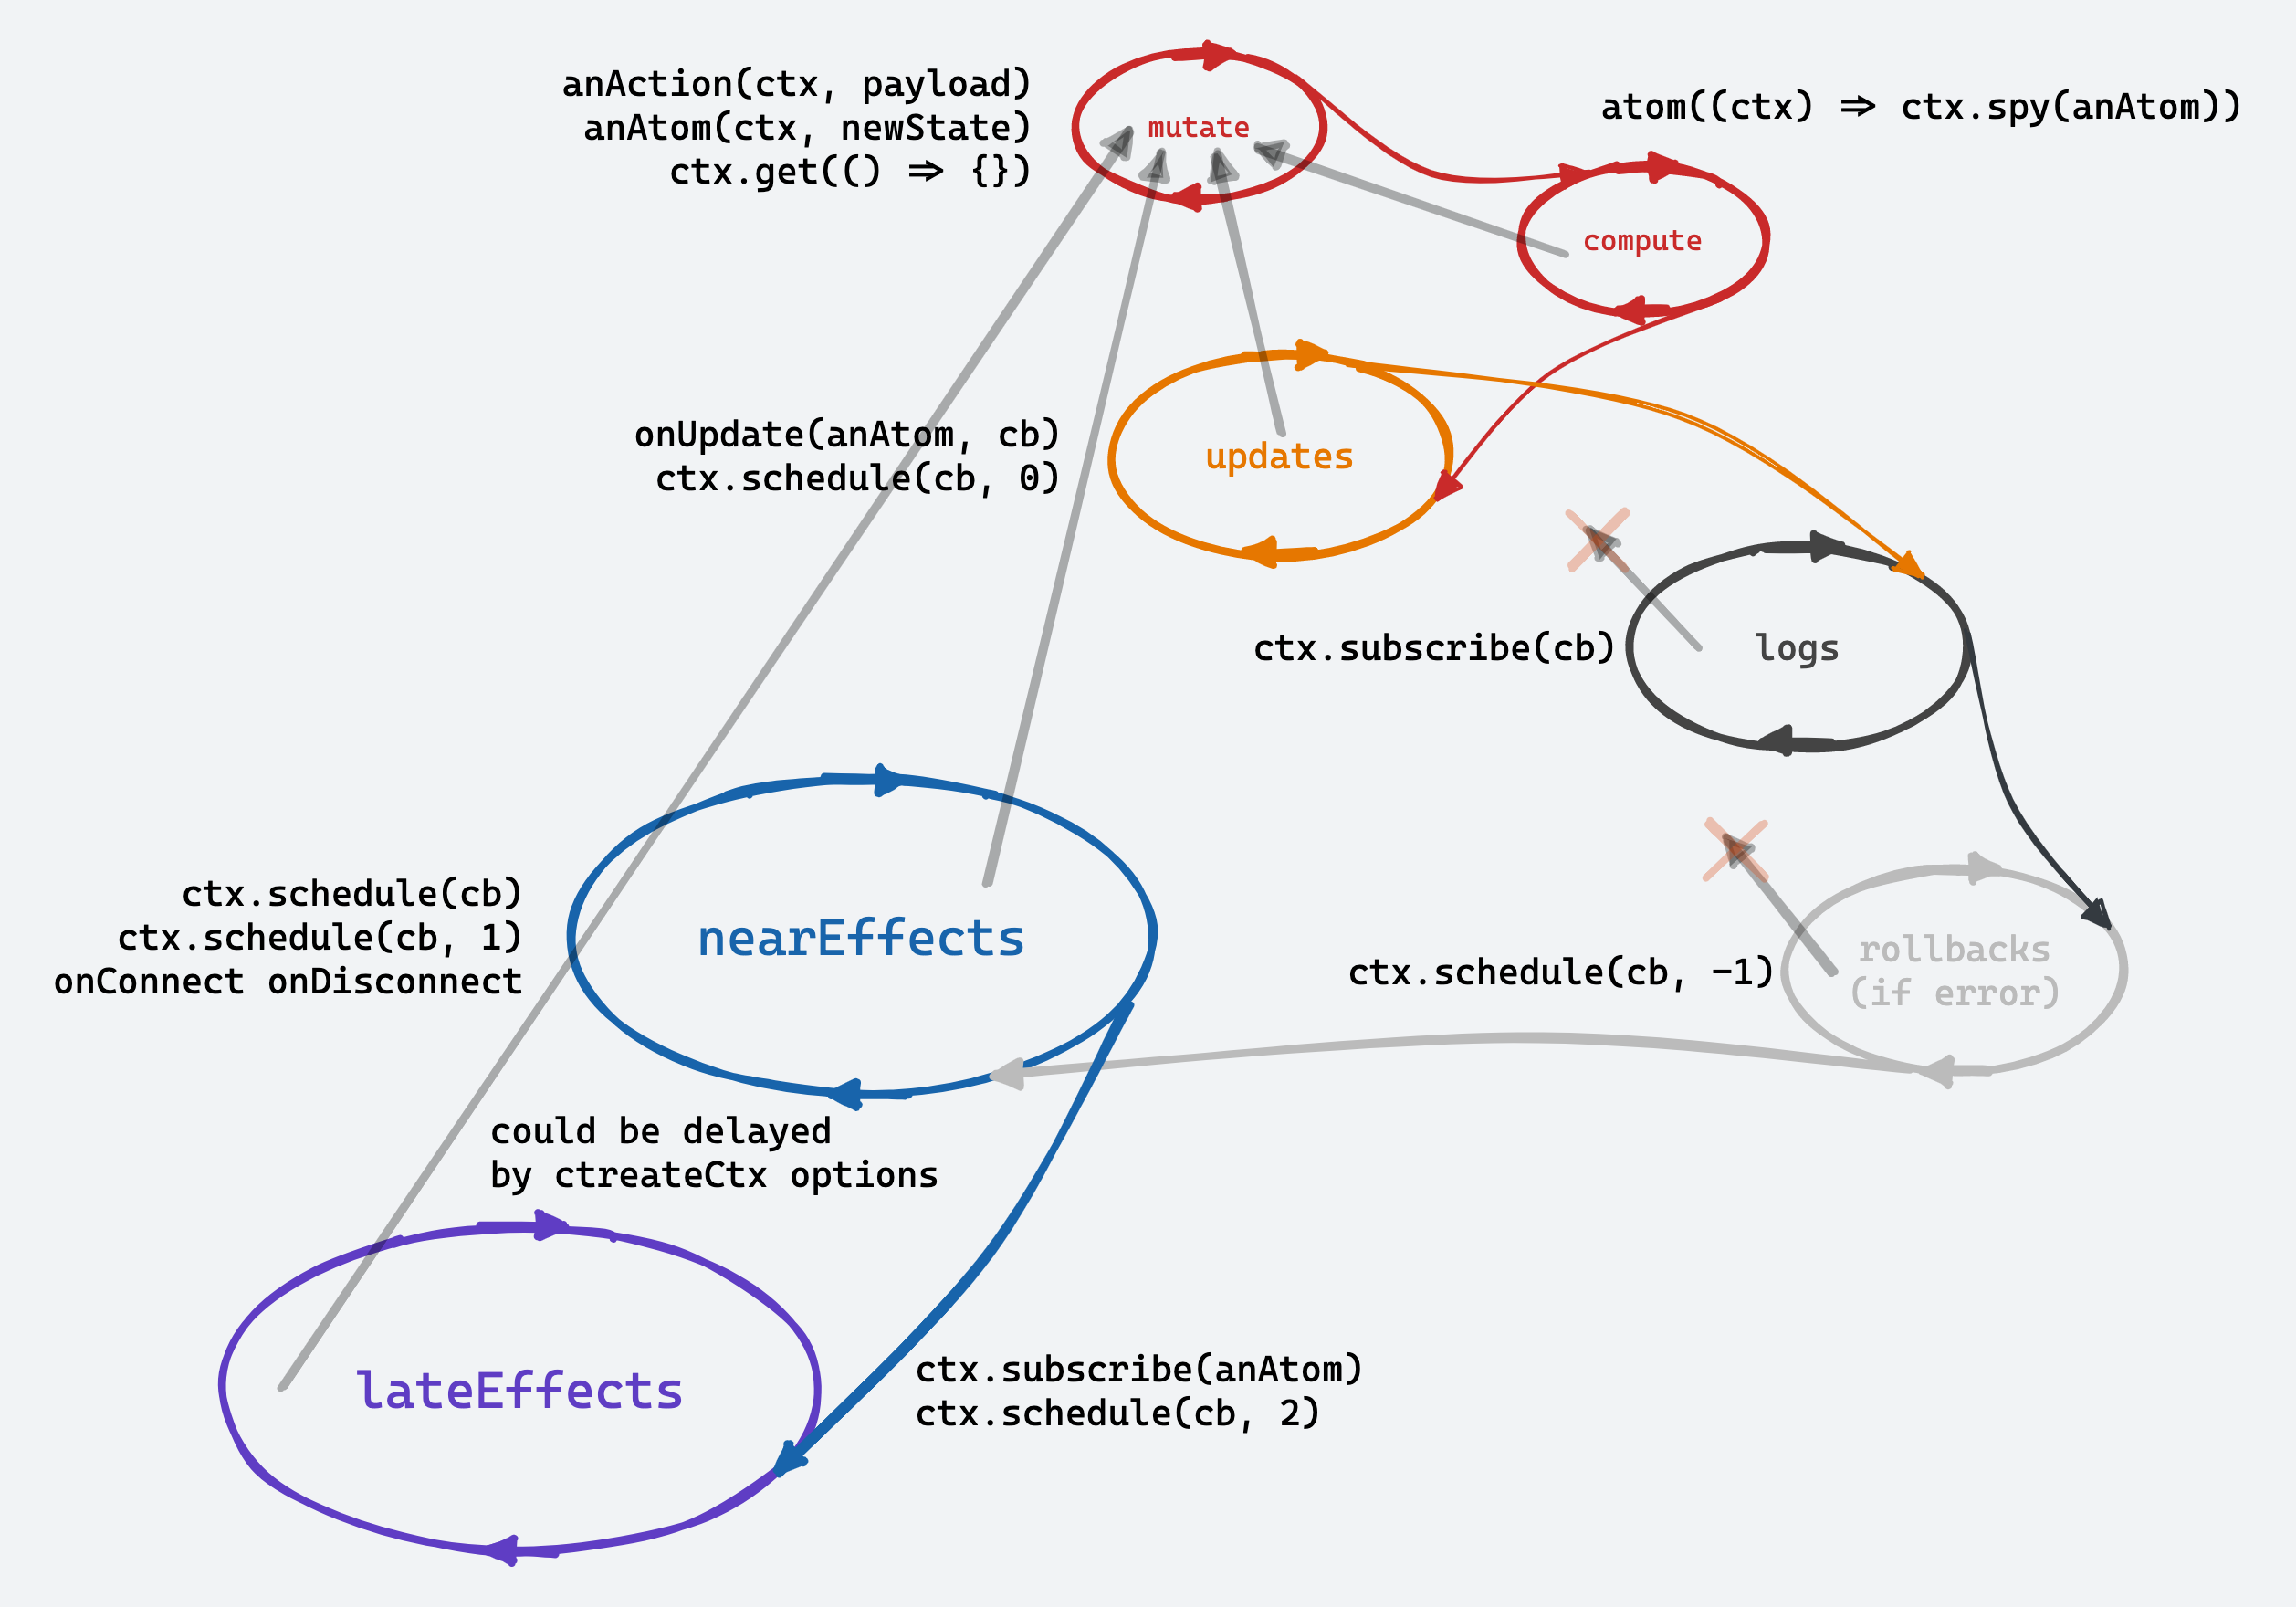 anAction(ctx, payload)
anAtom(ctx, newState)
ctx.get(() => {})
mutate
atom((ctx) => ctx.spy(anAtom))
compute
onUpdate(anAtom, cb)
ctx.schedule(cb, 0)
updates
ctx.subscribe(cb)
logs
ctx.schedule(cb)
ctx.schedule(cb, 1)
onConnect onDisconnect
nearEffects
ctx.schedule(cb, -1)
rollbacks
(if error)
could be delayed
by ctreateCtx options
lateEffects
ctx.subscribe(anAtom)
ctx.schedule(cb, 2)